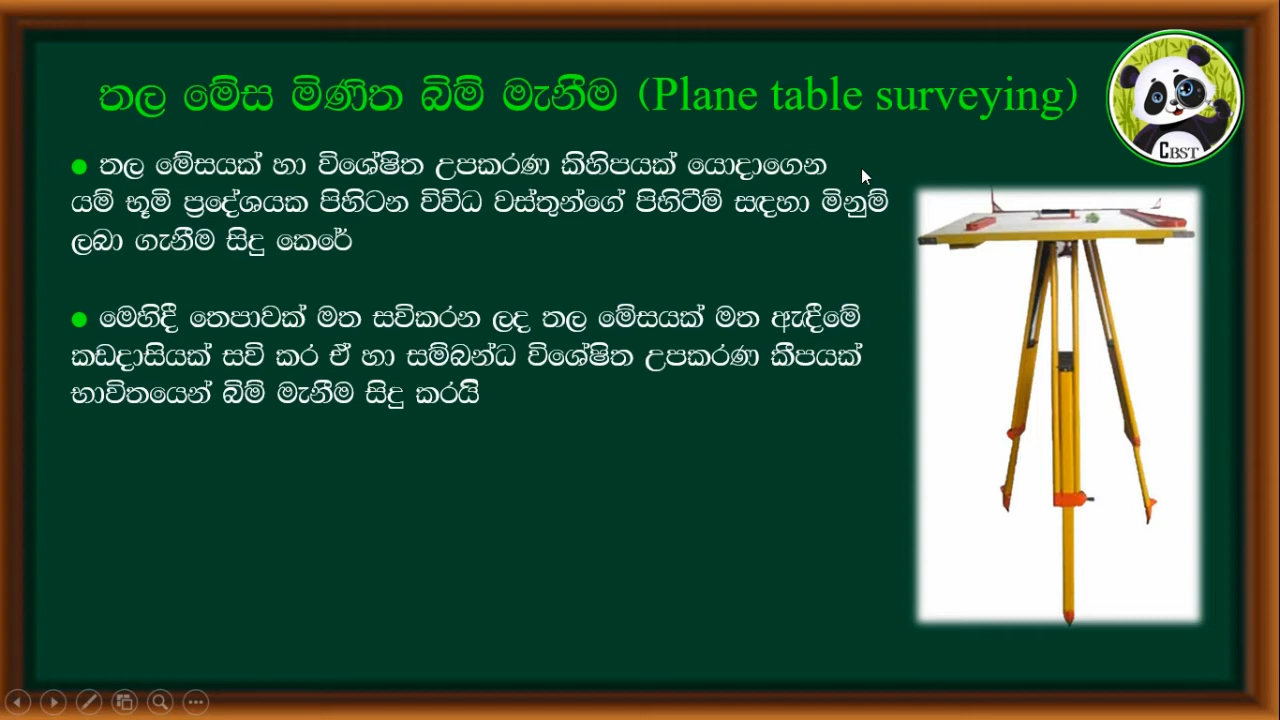 තල මේස මිණිත බිම් මැනීම (Plane table surveying)
CBST
● තල මේසයක් හා විශේෂිත උපකරණ කිහිපයක් යොදාගෙන
යම් භූමි ප්‍රදේශයක පිහිටන විවිධ වස්තුන්ගේ පිහිටීම් සඳහා මිනුම්
ලබා ගැනීම සිදු කෙරේ
● මෙහිදී තෙපාවක් මත සවිකරන ලද තල මේසයක් මත ඇඳීමේ
කඩදාසියක් සවි කර ඒ හා සම්බන්ධ විශේෂිත උපකරණ කීපයක්
භාවිතයෙන් බිම් මැනීම සිදු කරයි